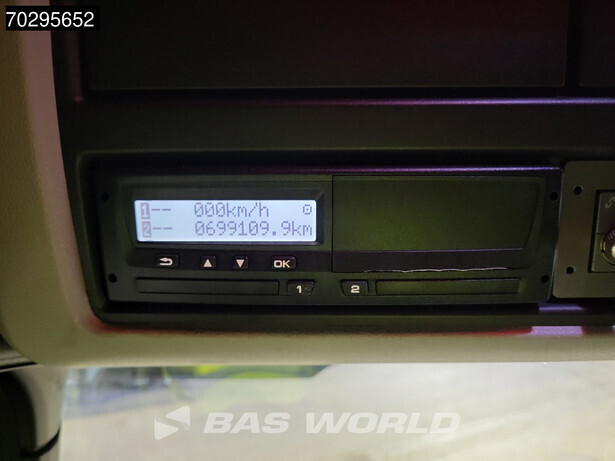 70295652
1-- 000km/h
2-- 0699109.9km
OK
1 2
BAS WORLD